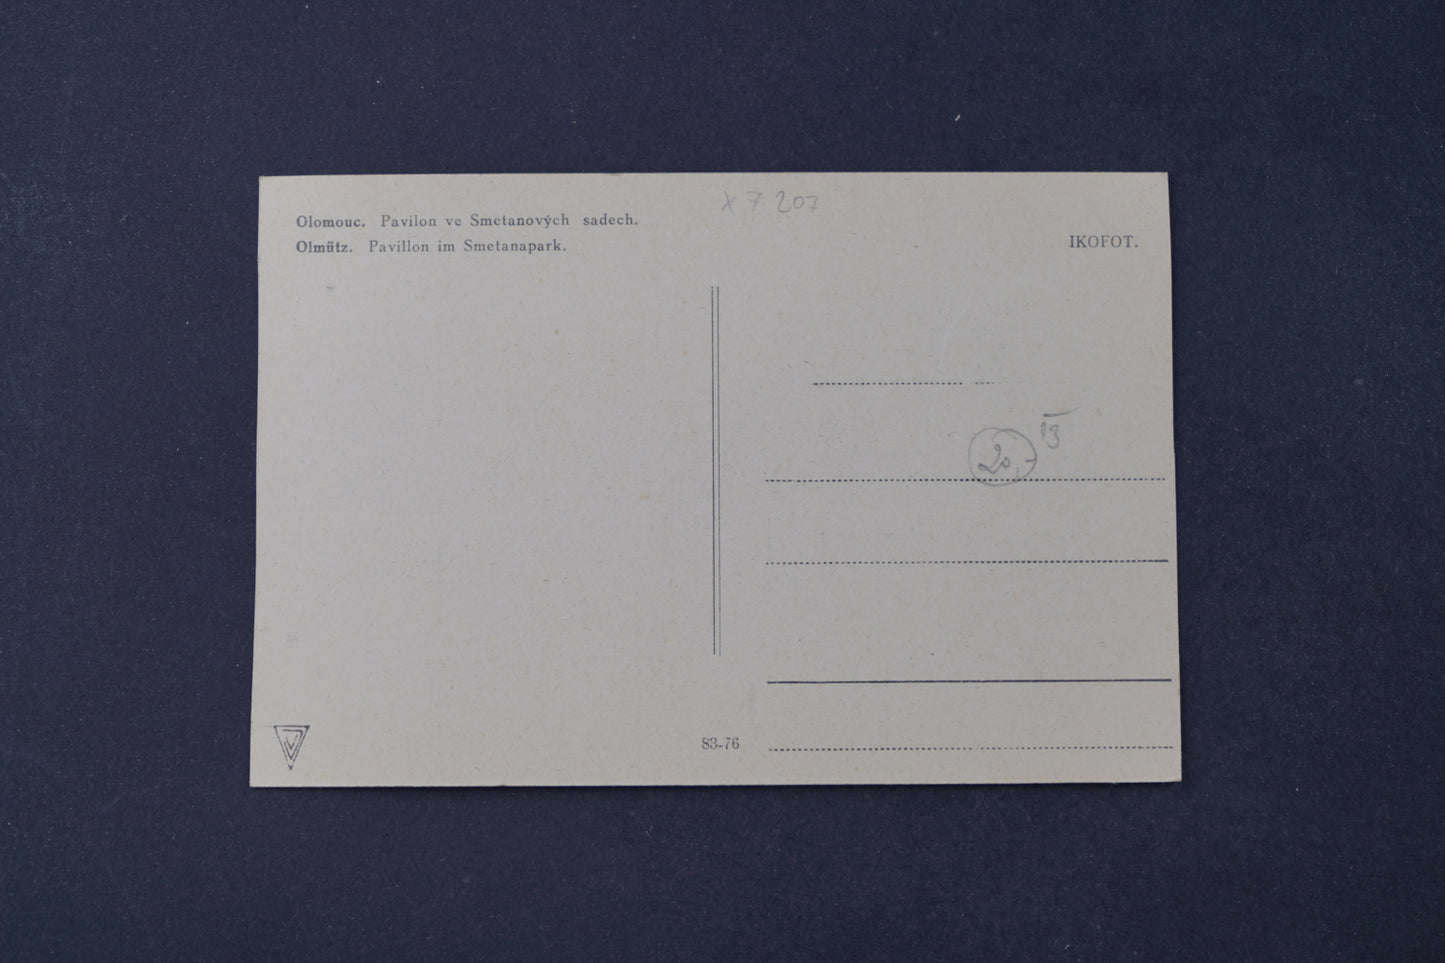 X 7 207
Olomouc. Pavilon ve Smetanových sadech.
Olmütz. Pavillon im Smetanapark.
IKOFOT.
13
20,-
83-76